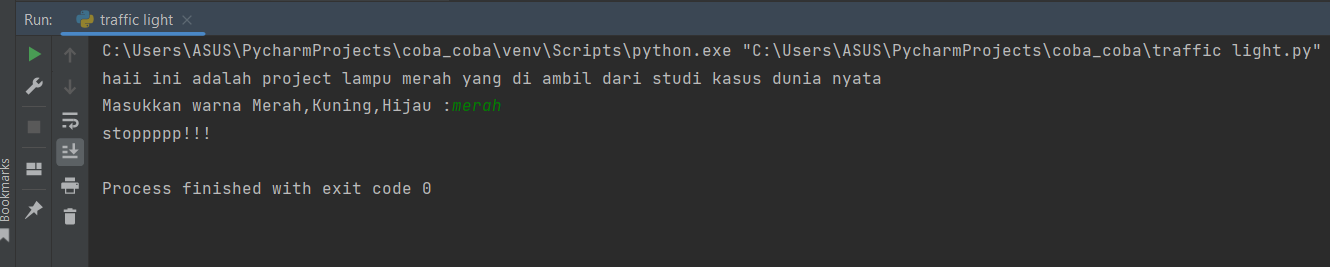 Run: traffic light
C:\Users\ASUS\PycharmProjects\coba_coba\venv\Scripts\python.exe "C:\Users\ASUS\PycharmProjects\coba_coba\traffic light.py"
haii ini adalah project lampu merah yang di ambil dari studi kasus dunia nyata
Masukkan warna Merah,Kuning,Hijau :merah
stoppppp!!!
Process finished with exit code 0
Bookmarks